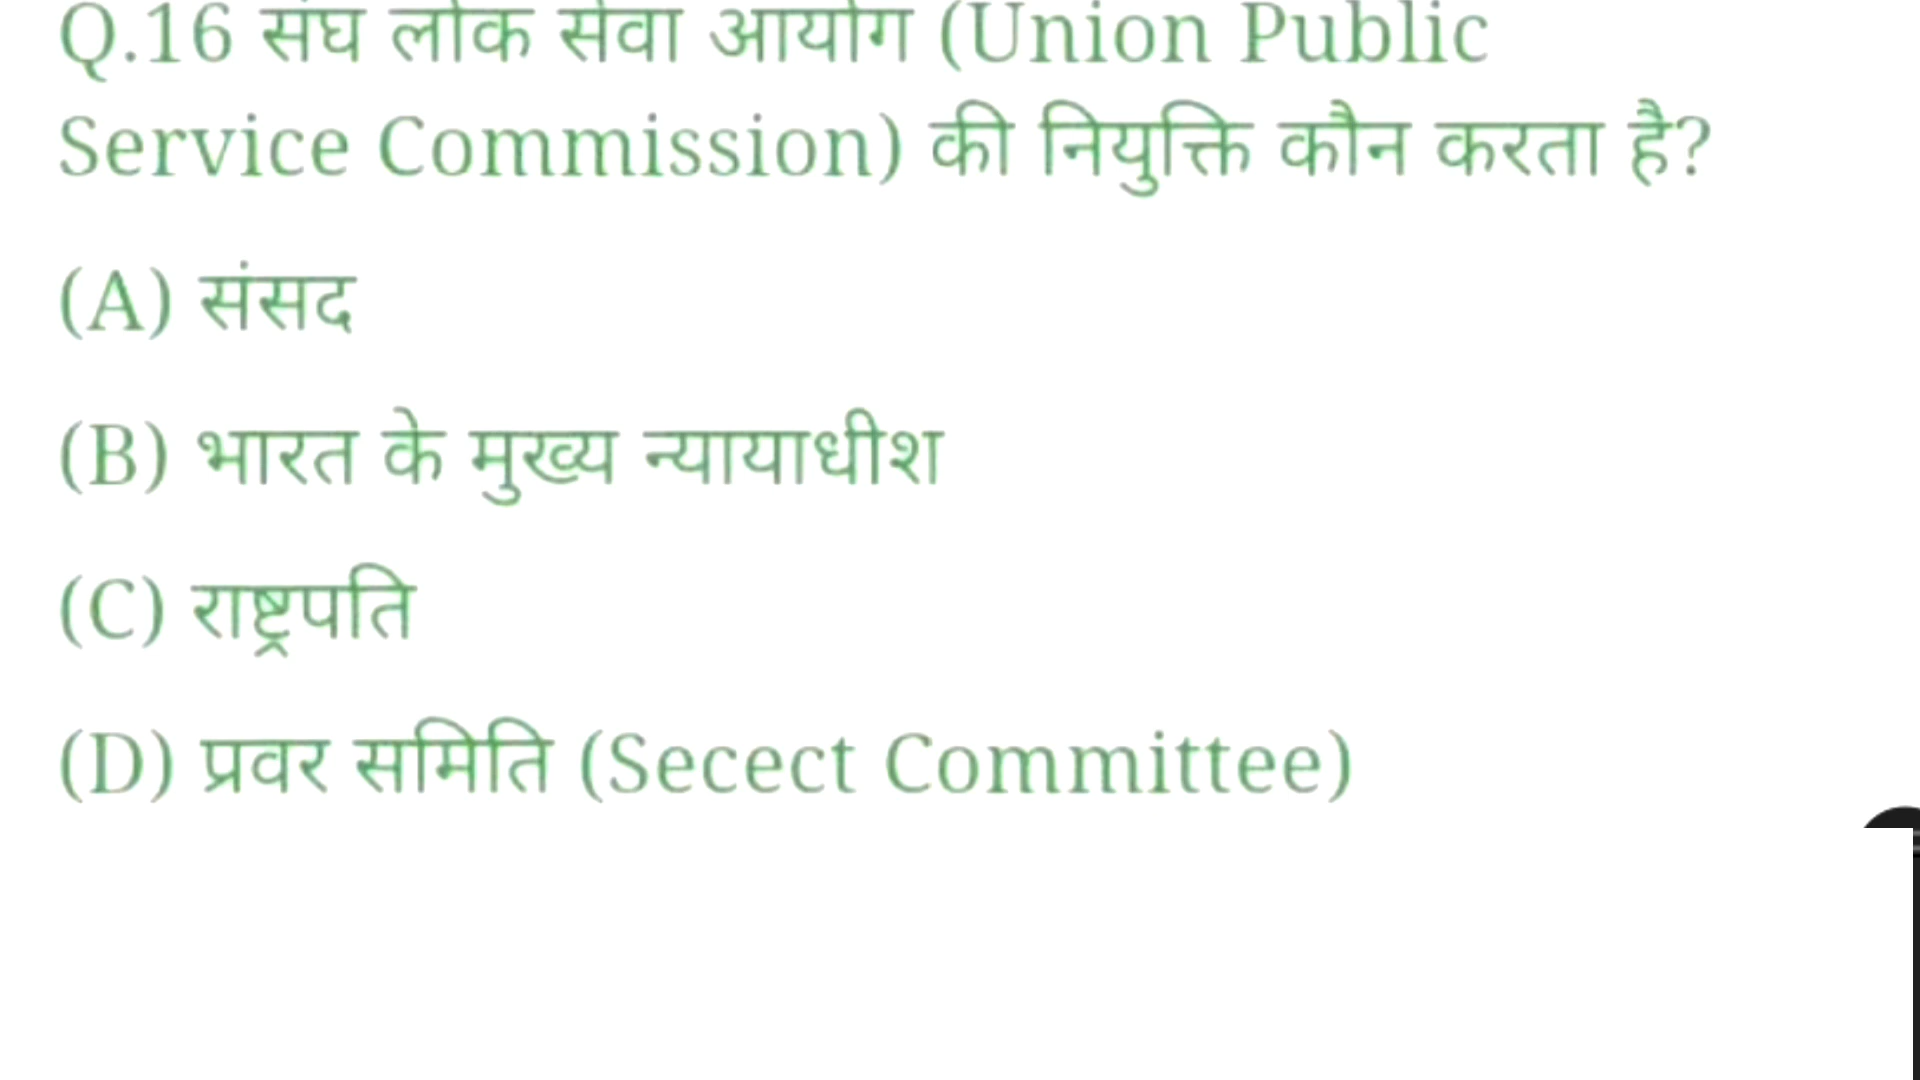 Q.16 संघ लोक सेवा आयोग (Union Public
Service Commission) की नियुक्ति कौन करता है?
(A) संसद
(B) भारत के मुख्य न्यायाधीश
(C) राष्ट्रपति
(D) प्रवर समिति (Secect Committee)